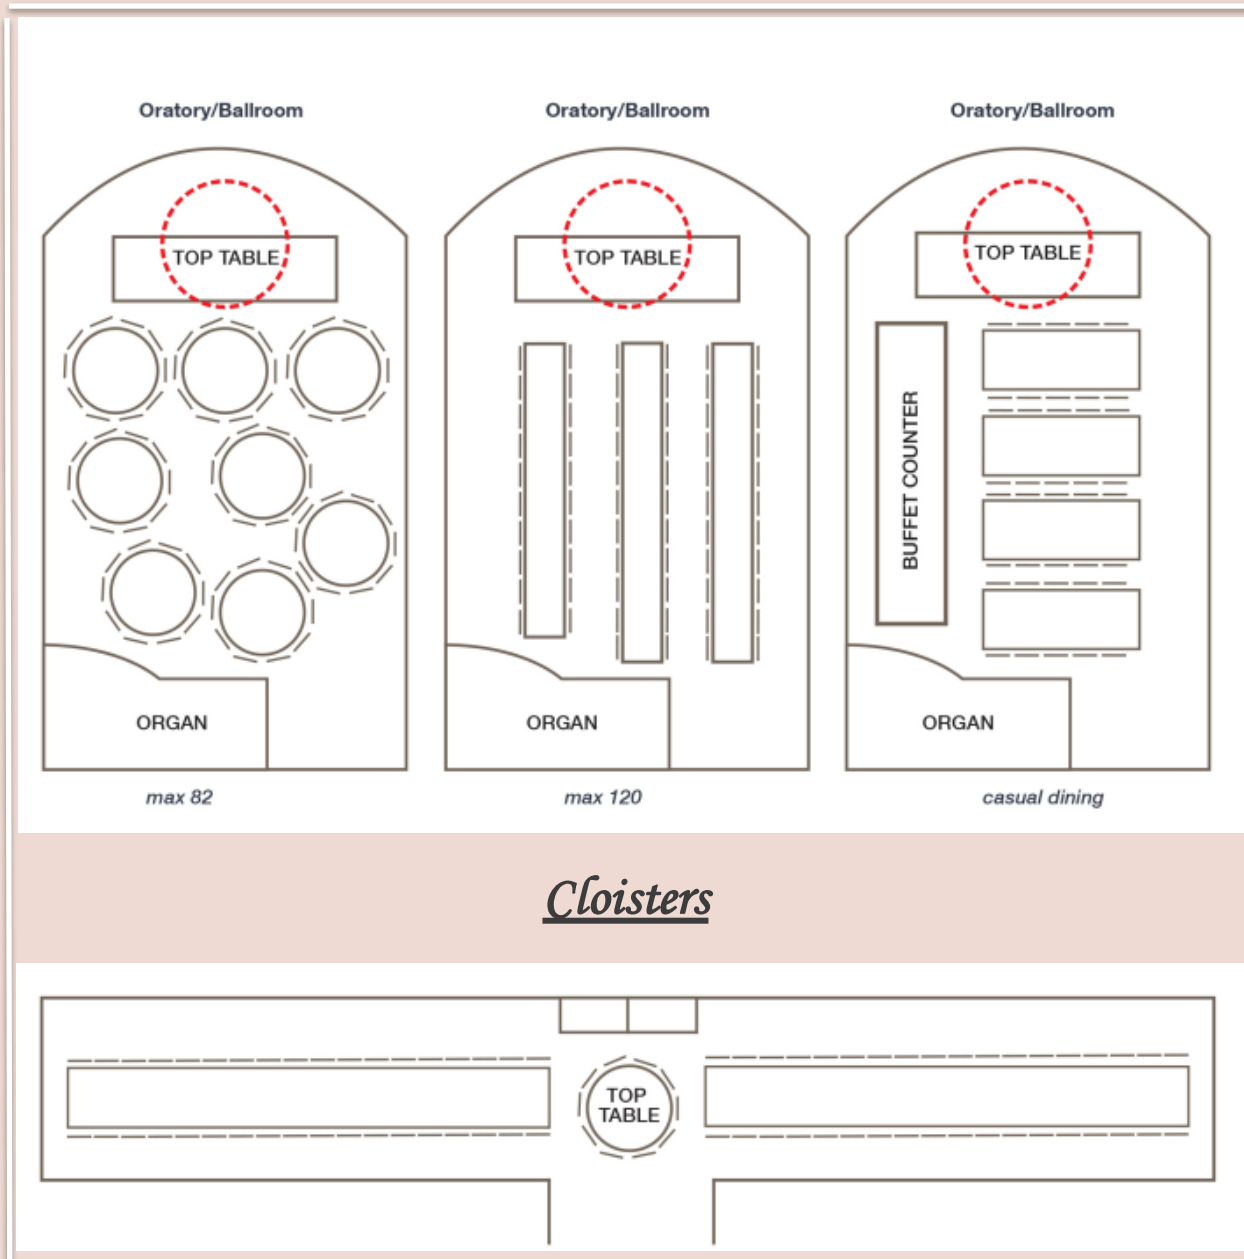 Oratory/Ballroom
Oratory/Ballroom
Oratory/Ballroom
TOP TABLE
TOP TABLE
TOP TABLE
BUFFET COUNTER
ORGAN
ORGAN
ORGAN
max 82
max 120
casual dining
Cloisters
TOP
TABLE